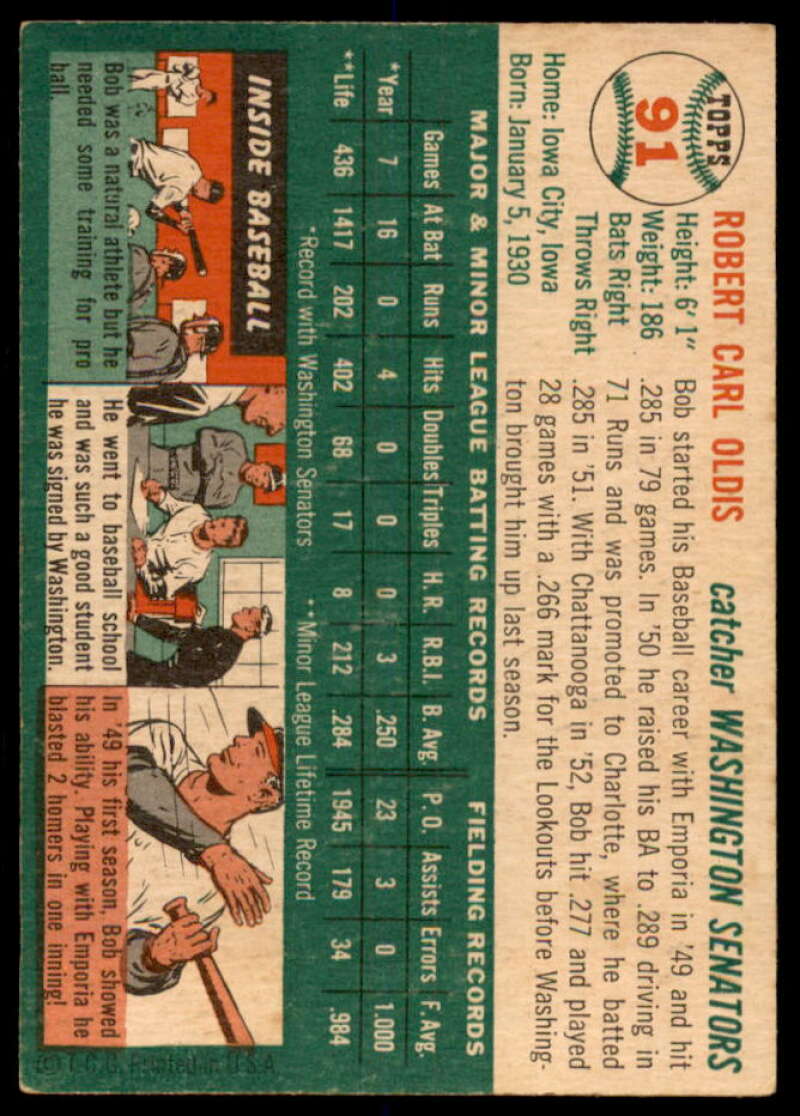 TOPPS
91
ROBERT CARL OLDIS catcher WASHINGTON SENATORS
Height: 6' 1"
Weight: 186
Bats Right
Throws Right
Home: Iowa City, Iowa
Born: January 5, 1930
Bob started his Baseball career with Emporia in '49 and hit
.285 in 79 games. In '50 he raised his BA to .289 driving in
71 Runs and was promoted to Charlotte, where he batted
.285 in '51. With Chattanooga in '52, Bob hit .277 and played
28 games with a .266 mark for the Lookouts before Washing-
ton brought him up last season.
MAJOR & MINOR LEAGUE BATTING RECORDS FIELDING RECORDS
Games At Bat Runs Hits Doubles Triples H.R. R.B.I. B. Avg. P.O. Assists Errors F. Avg.
*Year 7 16 0 4 0 0 0 3 .250 23 3 0 1.000
**Life 436 1417 202 402 68 17 8 212 .284 1945 179 34 .984
*Record with Washington Senators **Minor League Lifetime Record
INSIDE BASEBALL
Bob was a natural athlete but he
needed some training for pro
ball.
He went to baseball school
and was such a good student
he was signed by Washington.
In '49 his first season, Bob showed
his ability. Playing with Emporia he
blasted 2 homers in one inning!
© T. C. G. Printed in U.S.A.